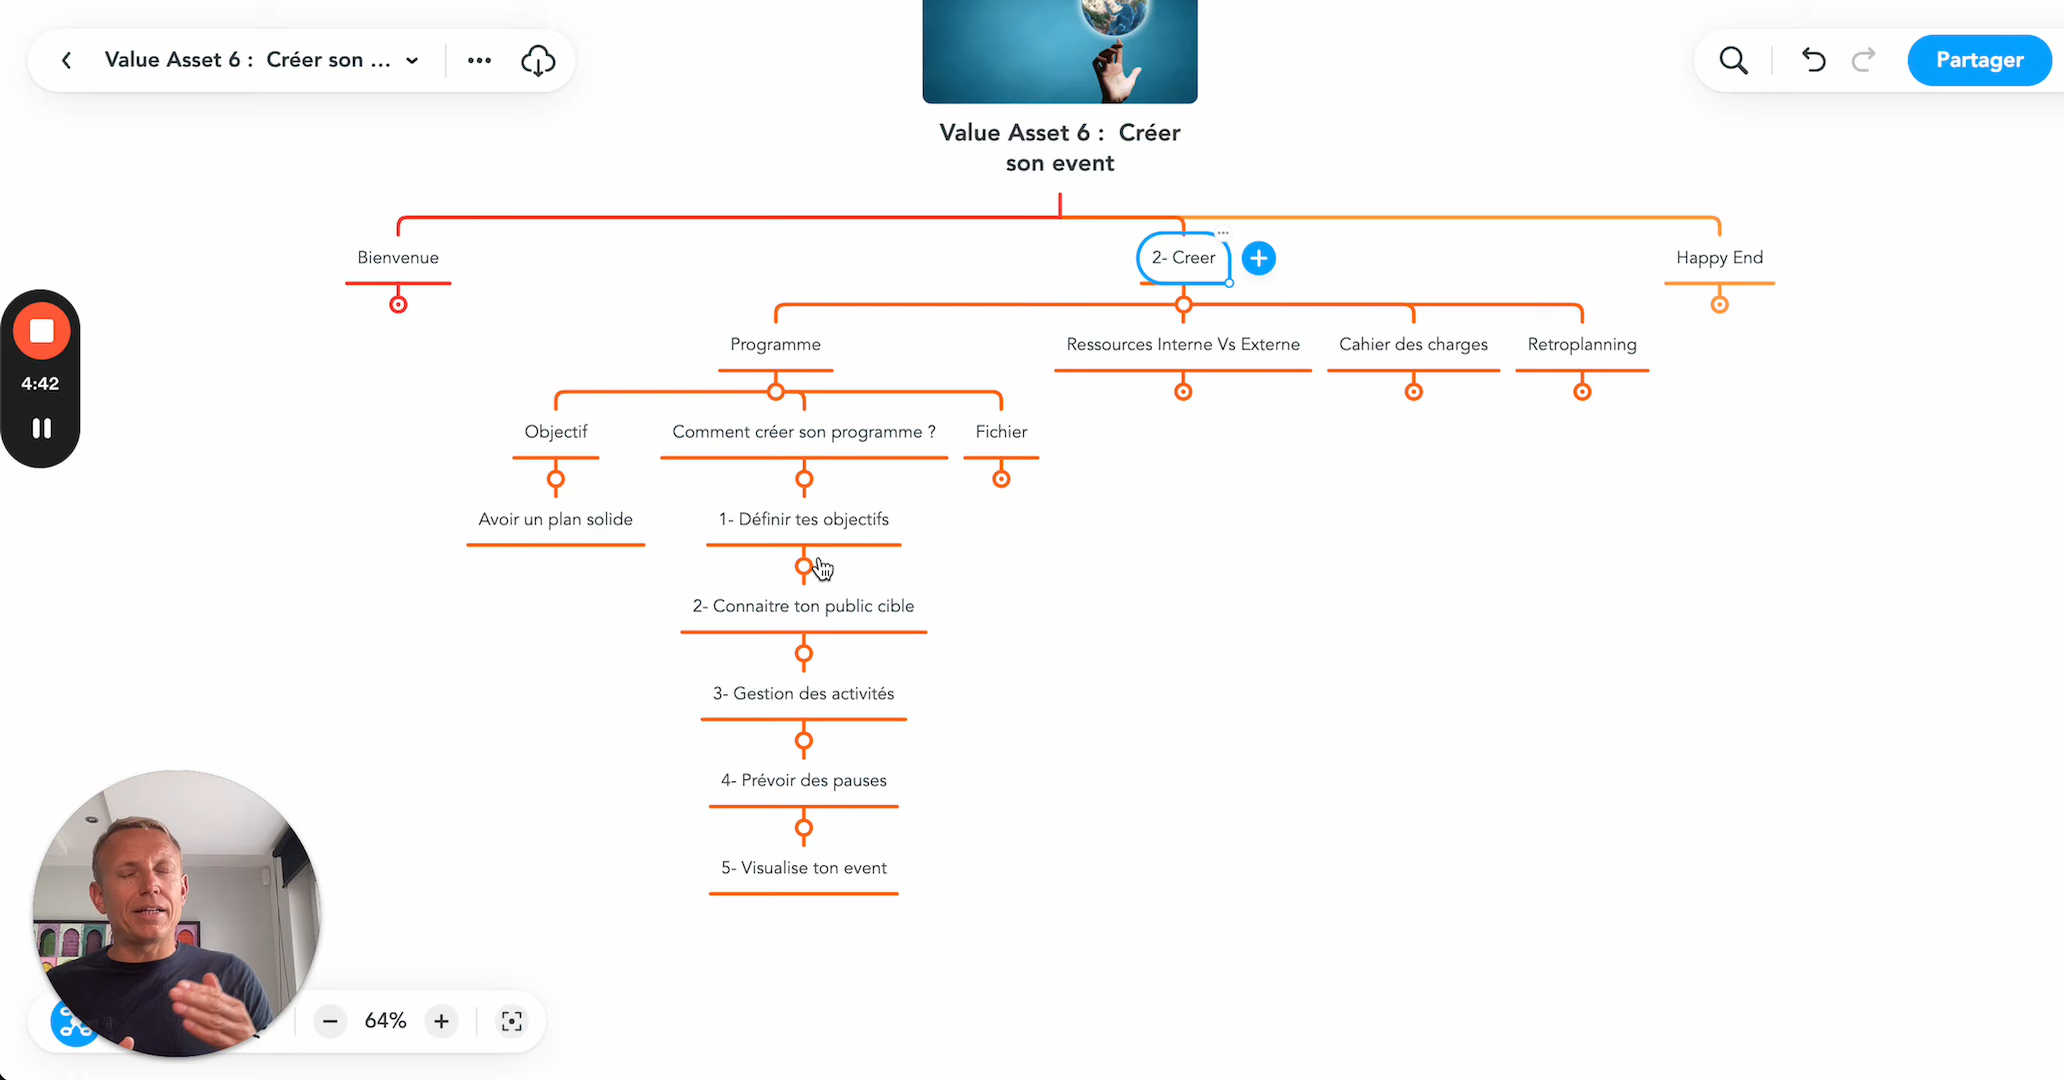 Value Asset 6 :  Créer son ...
Partager
Value Asset 6 :  Créer
son event
Bienvenue
2- Creer
Happy End
Programme
Ressources Interne Vs Externe
Cahier des charges
Retroplanning
4:42
Objectif
Comment créer son programme ?
Fichier
Avoir un plan solide
1- Définir tes objectifs
2- Connaitre ton public cible
3- Gestion des activités
4- Prévoir des pauses
5- Visualise ton event
64%